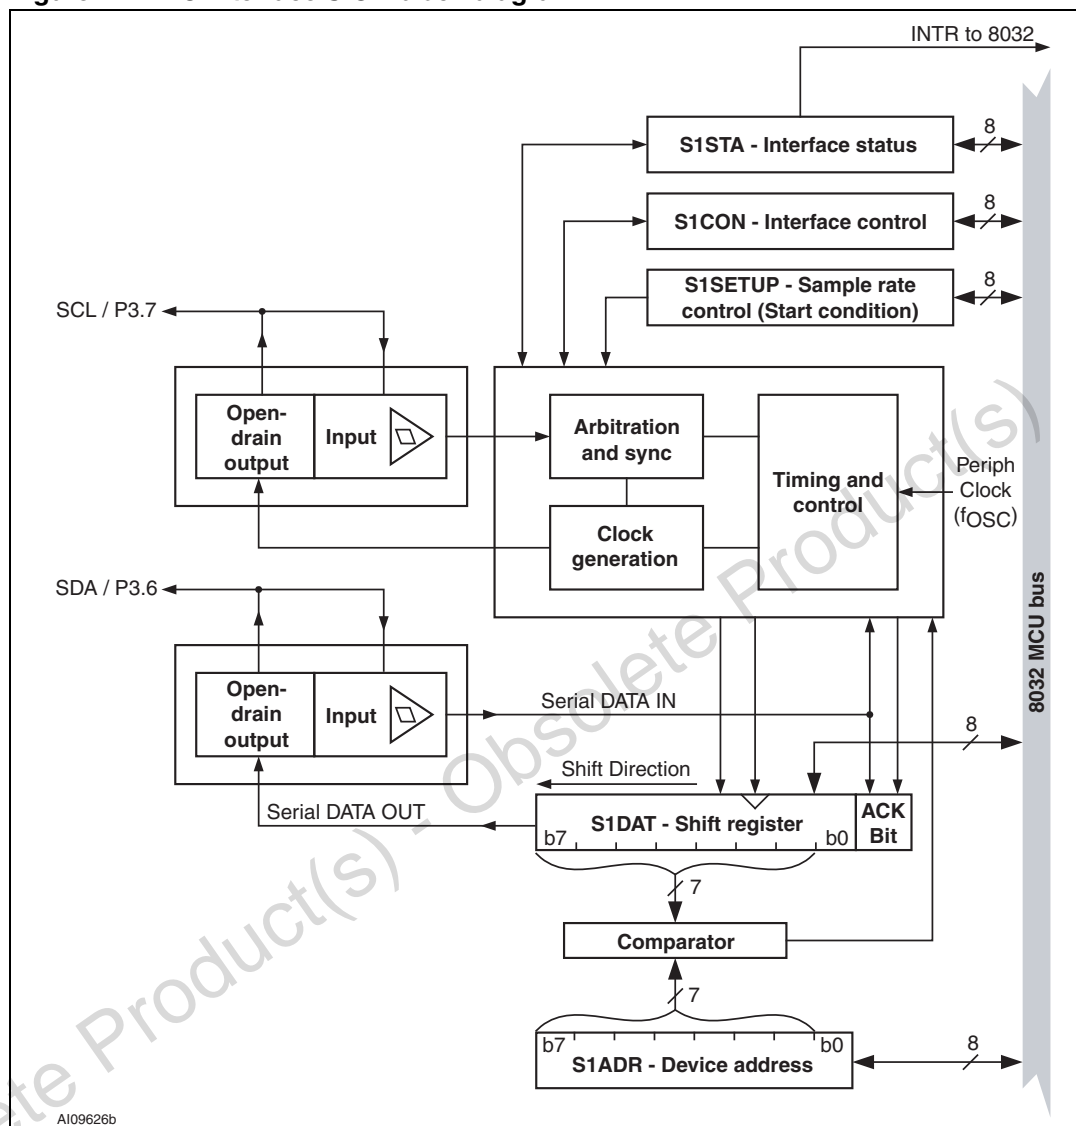 INTR to 8032
8
S1STA - Interface status
8
S1CON - Interface control
8
S1SETUP - Sample rate
control (Start condition)
SCL / P3.7
Open-
drain
output
Input
Arbitration
and sync
Timing and
control
Periph
Clock
(fOSC)
Clock
generation
SDA / P3.6
8032 MCU bus
Open-
drain
output
Input
Serial DATA IN
8
Shift Direction
Serial DATA OUT
S1DAT - Shift register
b7
b0
ACK
Bit
7
Comparator
7
b7
b0
8
S1ADR - Device address
AI09626b
Obsolete Product(s)
Product(s) -